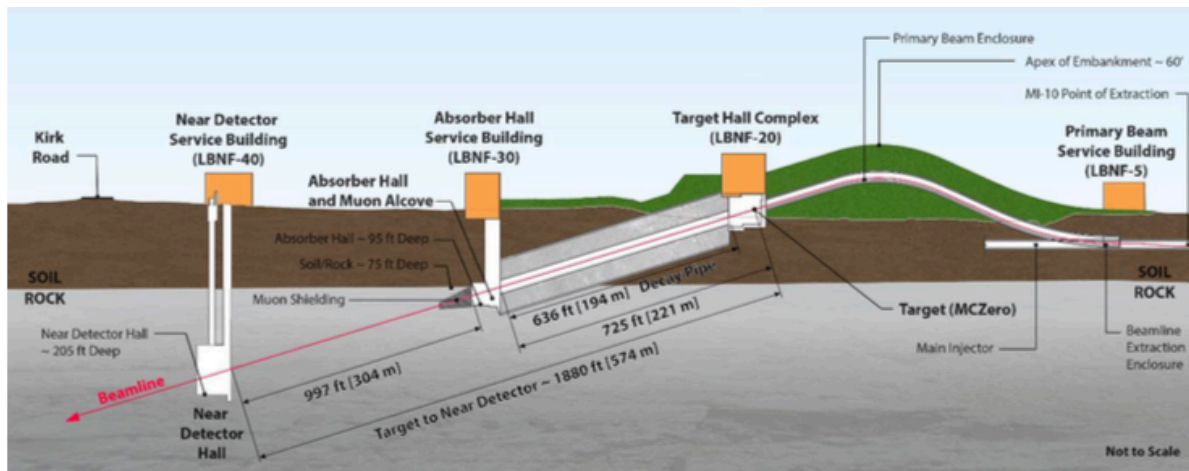 Primary Beam Enclosure
Apex of Embankment ~ 60'
MI-10 Point of Extraction
Kirk
Road
Near Detector
Service Building
(LBNF-40)
Absorber Hall
Service Building
(LBNF-30)
Target Hall Complex
(LBNF-20)
Primary Beam
Service Building
(LBNF-5)
Absorber Hall
and Muon Alcove
Absorber Hall ~ 95 ft Deep
Soil/Rock ~ 75 ft Deep
Muon Shielding
SOIL
ROCK
SOIL
ROCK
636 ft [194 m] Decay Pipe
725 ft [221 m]
Target (MCZero)
Near Detector Hall
~ 205 ft Deep
997 ft [304 m]
Target to Near Detector ~ 1880 ft [574 m]
Main Injector
Beamline
Extraction
Enclosure
Beamline
Near
Detector
Hall
Not to Scale